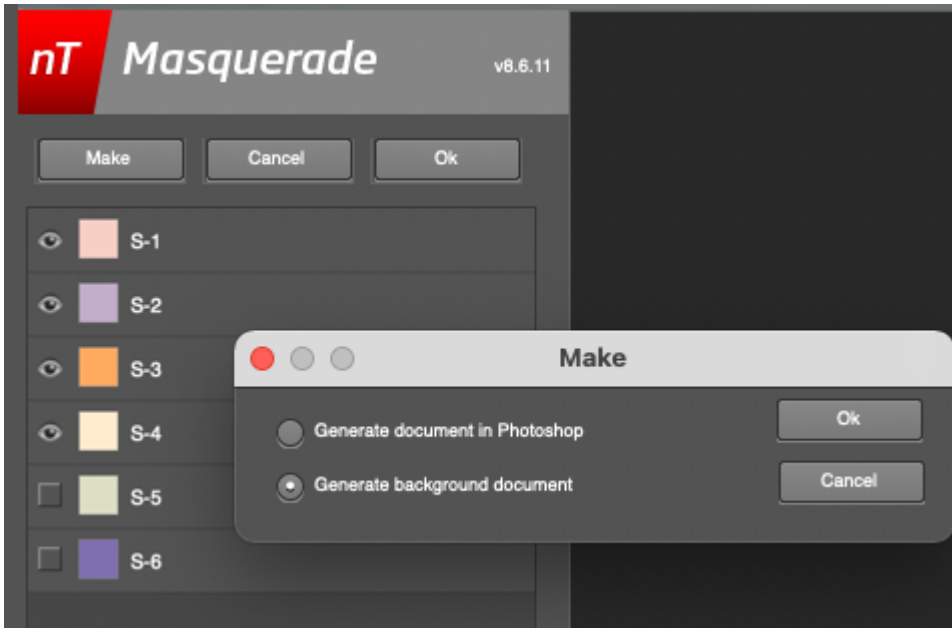 nT Masquerade v8.6.11
Make Cancel Ok
S-1
S-2
S-3
S-4
S-5
S-6
Make
Generate document in Photoshop
Ok
Generate background document
Cancel